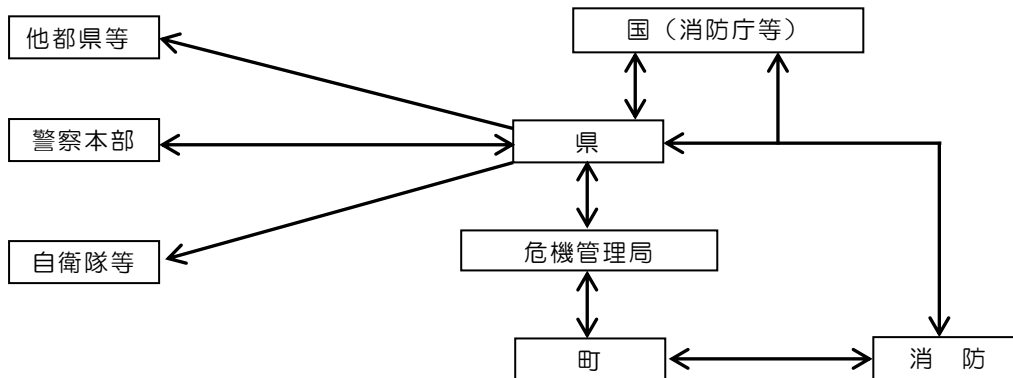 国（消防庁等）
他都県等
県
警察本部
危機管理局
自衛隊等
町
消　防